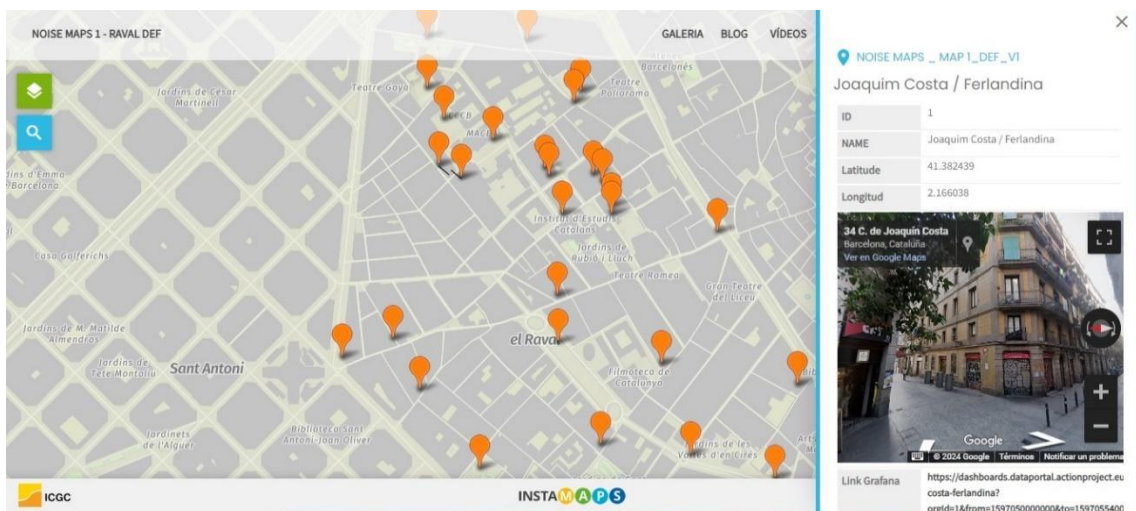 NOISE MAPS 1 - RAVAL DEF
GALERIA BLOG VÍDEOS
Barcelonès
Teatre Goya
Teatre
Poliorama
Jardins de César
Martinell
CCCB
MACB
Jardins d'Emma
Barcelona
Institut d'Estudis
Catalans
Casa Golferichs
Jardins de
Rubió i Lluch
Teatre Romea
Gran Teatre
del Liceu
Jardins de M. Matilde
Almendros
el Raval
Jardins de
Tete Montoliu
Sant Antoni
Filmoteca de
Catalunya
Jardinets
de l'Alguer
Biblioteca Sant
Antoni-Joan Oliver
Jardins de les
Voltes d'en Cirés
Arts
ICGC
INSTAMAPS
NOISE MAPS _ MAP 1_DEF_V1
Joaquim Costa / Ferlandina
ID 1
NAME Joaquim Costa / Ferlandina
Latitude 41.382439
Longitud 2.166038
34 C. de Joaquín Costa
Barcelona, Cataluña
Ver en Google Maps
Google
© 2024 Google Términos Notificar un problema
Link Grafana https://dashboards.dataportal.actionproject.eu
costa-ferlandina?
orgId=1&from=1597050000000&to=1597055400